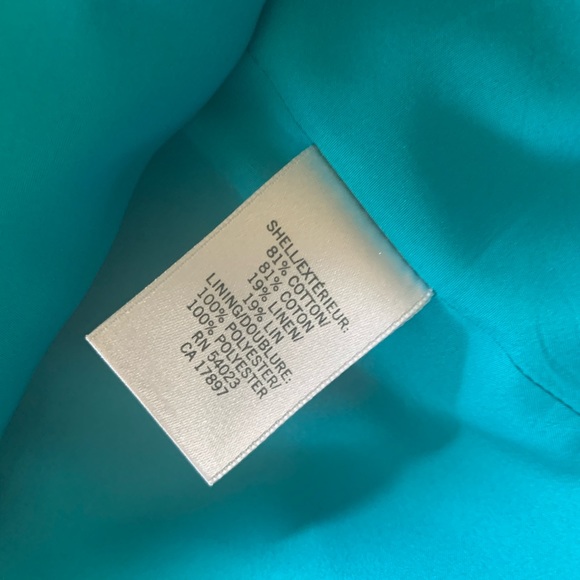 SHELL/EXTÉRIEUR:
81% COTTON/
81% COTON
19% LINEN/
19% LIN
LINING/DOUBLURE:
100% POLYESTER/
100% POLYESTER
RN 54023
CA 17897